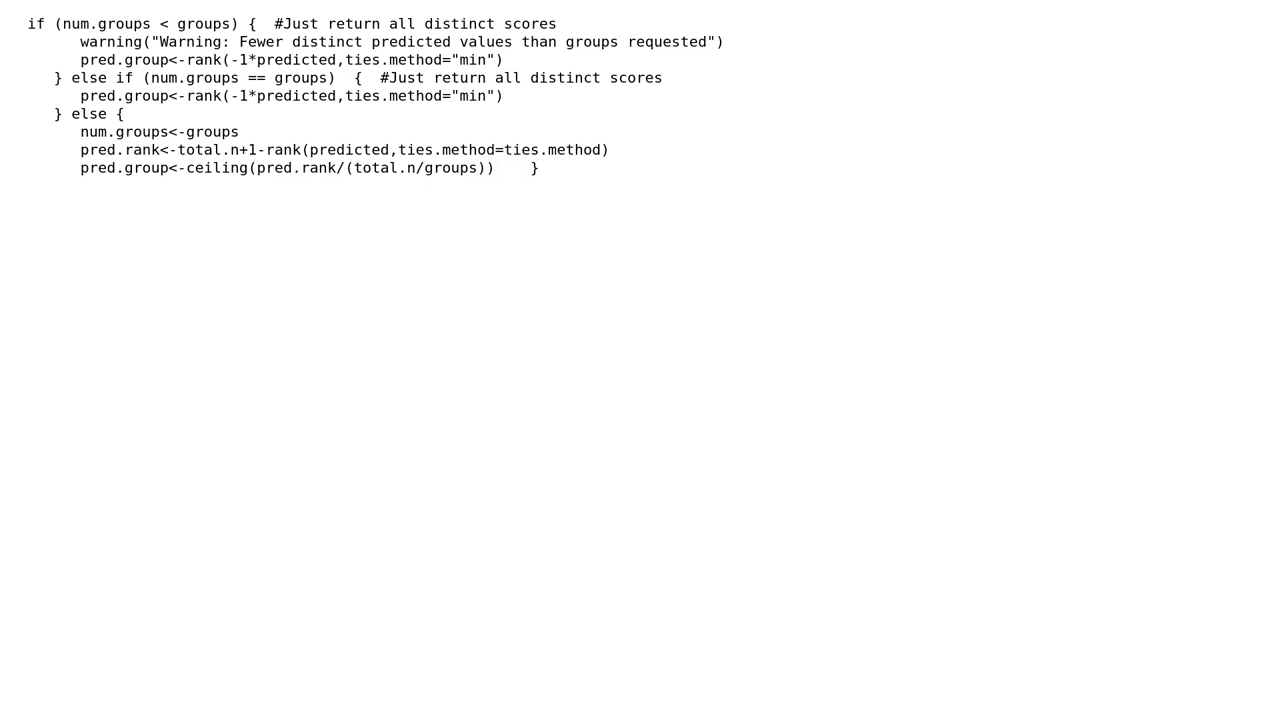 if (num.groups < groups) {  #Just return all distinct scores
      warning("Warning: Fewer distinct predicted values than groups requested")
      pred.group<-rank(-1*predicted,ties.method="min")
   } else if (num.groups == groups)  {  #Just return all distinct scores
      pred.group<-rank(-1*predicted,ties.method="min")
   } else {
      num.groups<-groups
      pred.rank<-total.n+1-rank(predicted,ties.method=ties.method)
      pred.group<-ceiling(pred.rank/(total.n/groups))    }